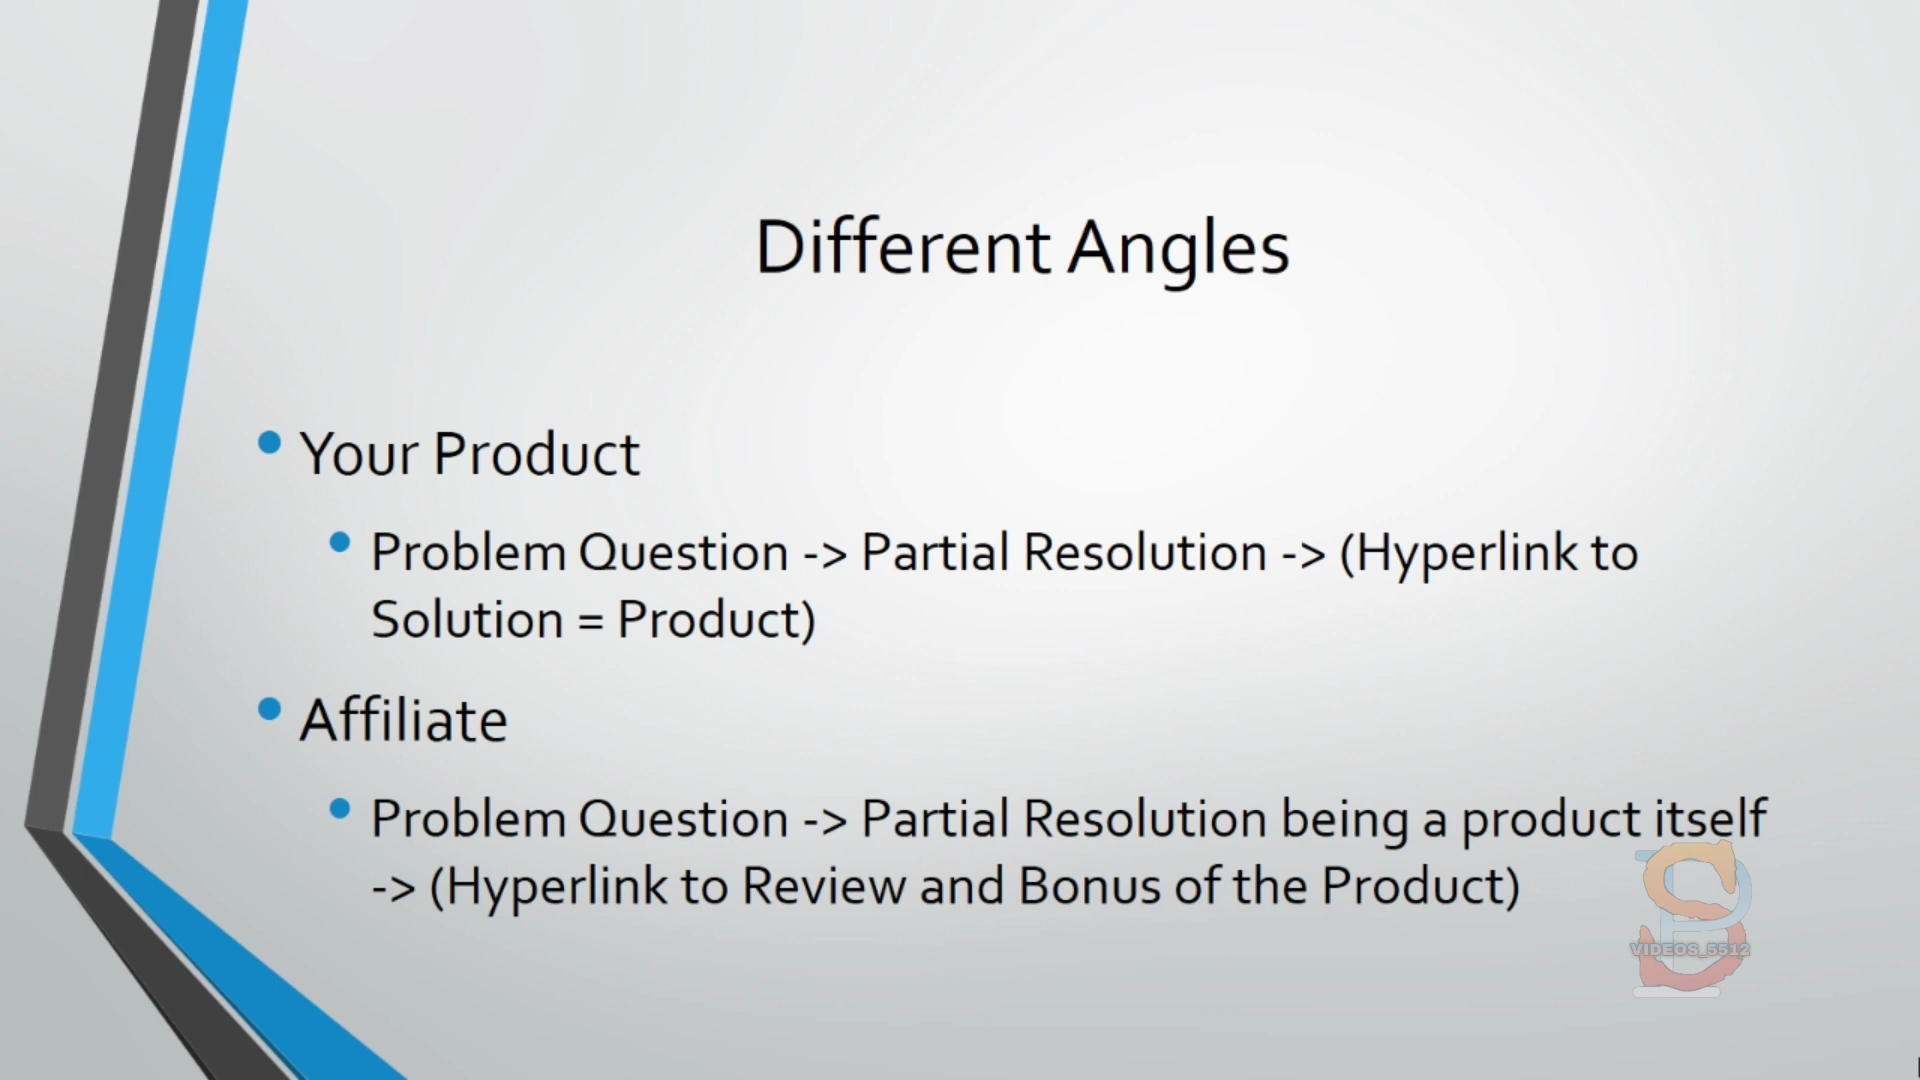 Different Angles
• Your Product
• Problem Question -> Partial Resolution -> (Hyperlink to
Solution = Product)
• Affiliate
• Problem Question -> Partial Resolution being a product itself
-> (Hyperlink to Review and Bonus of the Product)
VIDEOS_5512